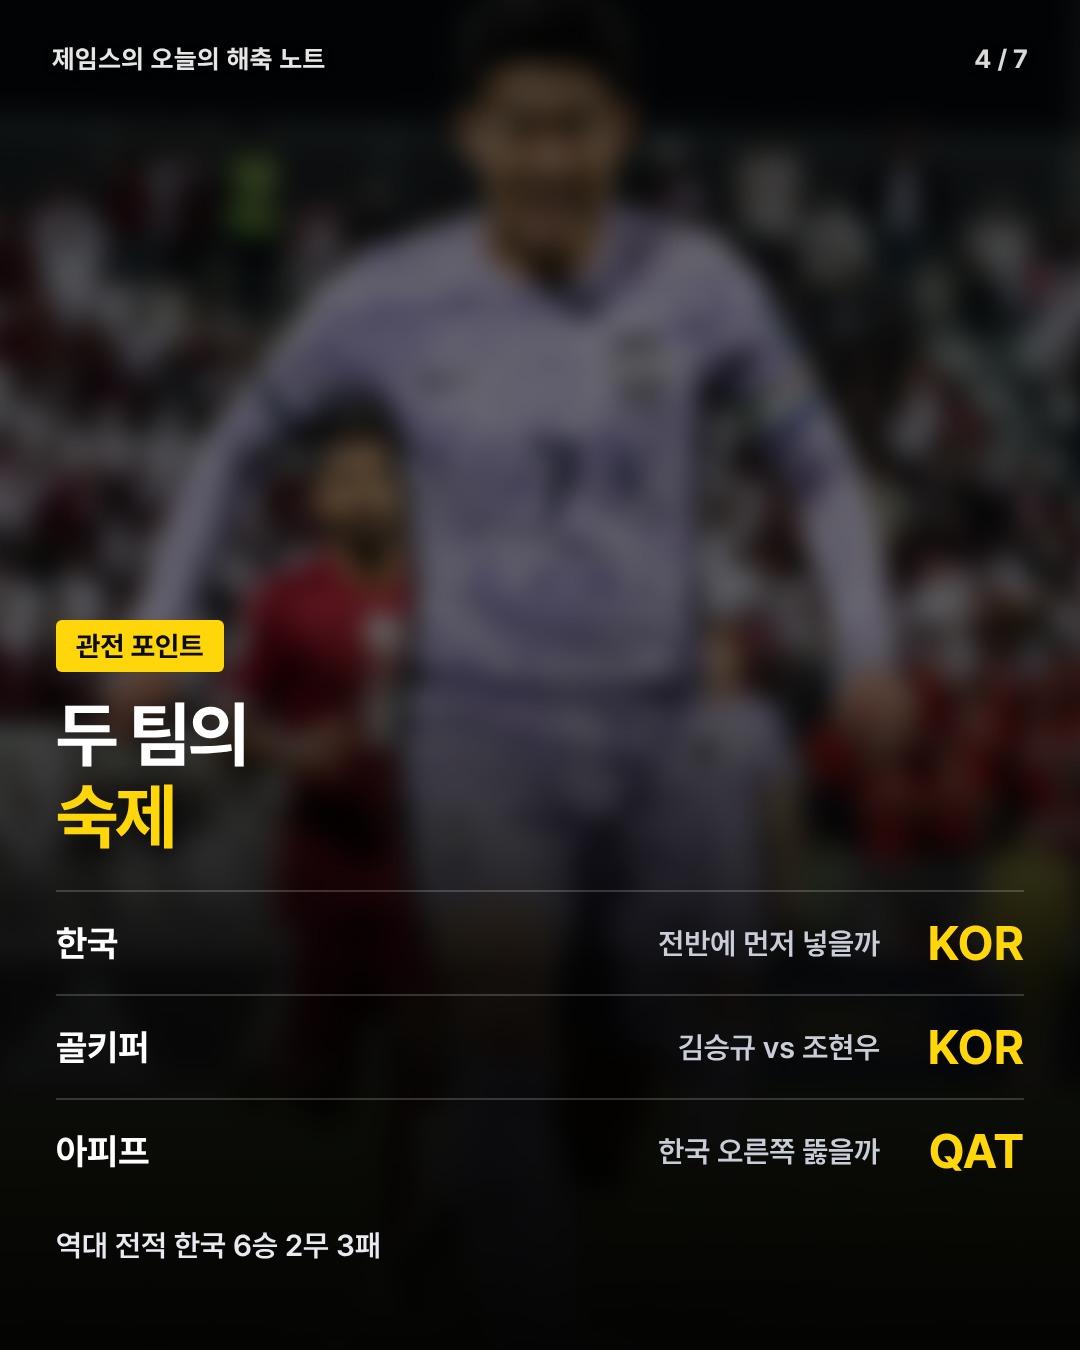 제임스의 오늘의 해축 노트
4 / 7
관전 포인트
두 팀의
숙제
한국 전반에 먼저 넣을까 KOR
골키퍼 김승규 vs 조현우 KOR
아피프 한국 오른쪽 뚫을까 QAT
역대 전적 한국 6승 2무 3패